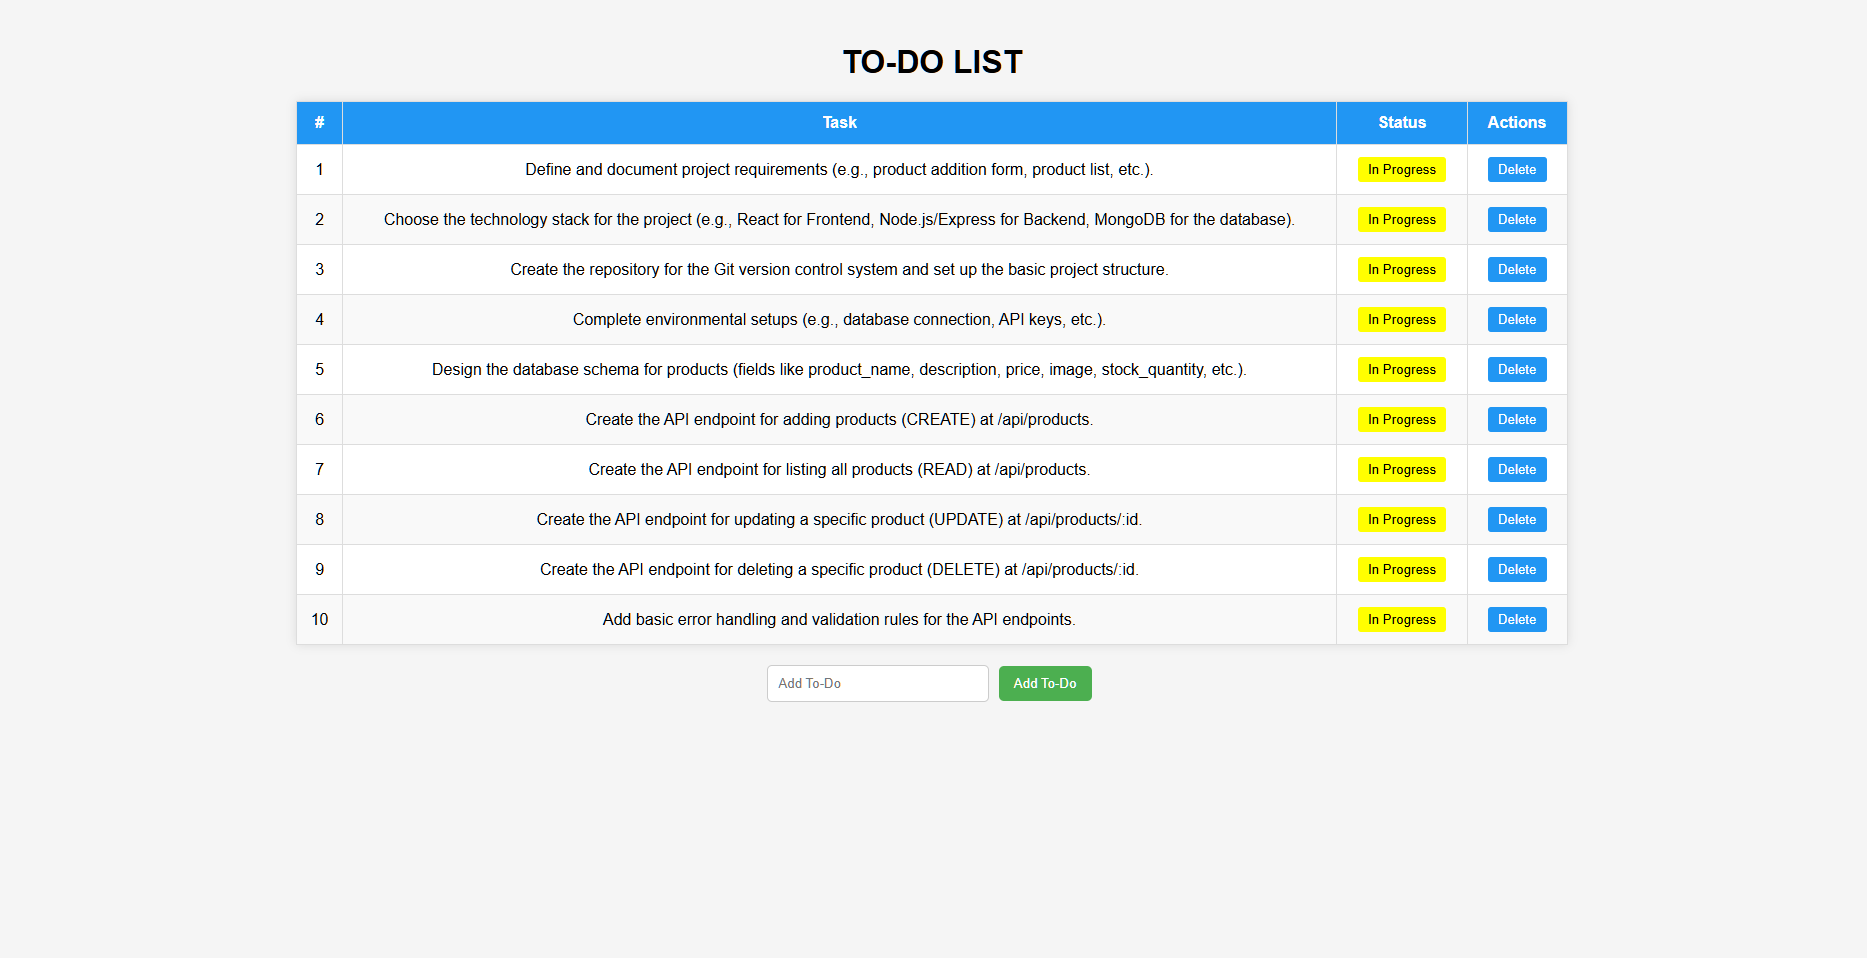 TO-DO LIST
# Task Status Actions
1 Define and document project requirements (e.g., product addition form, product list, etc.). In Progress Delete
2 Choose the technology stack for the project (e.g., React for Frontend, Node.js/Express for Backend, MongoDB for the database). In Progress Delete
3 Create the repository for the Git version control system and set up the basic project structure. In Progress Delete
4 Complete environmental setups (e.g., database connection, API keys, etc.). In Progress Delete
5 Design the database schema for products (fields like product_name, description, price, image, stock_quantity, etc.). In Progress Delete
6 Create the API endpoint for adding products (CREATE) at /api/products. In Progress Delete
7 Create the API endpoint for listing all products (READ) at /api/products. In Progress Delete
8 Create the API endpoint for updating a specific product (UPDATE) at /api/products/:id. In Progress Delete
9 Create the API endpoint for deleting a specific product (DELETE) at /api/products/:id. In Progress Delete
10 Add basic error handling and validation rules for the API endpoints. In Progress Delete
Add To-Do Add To-Do